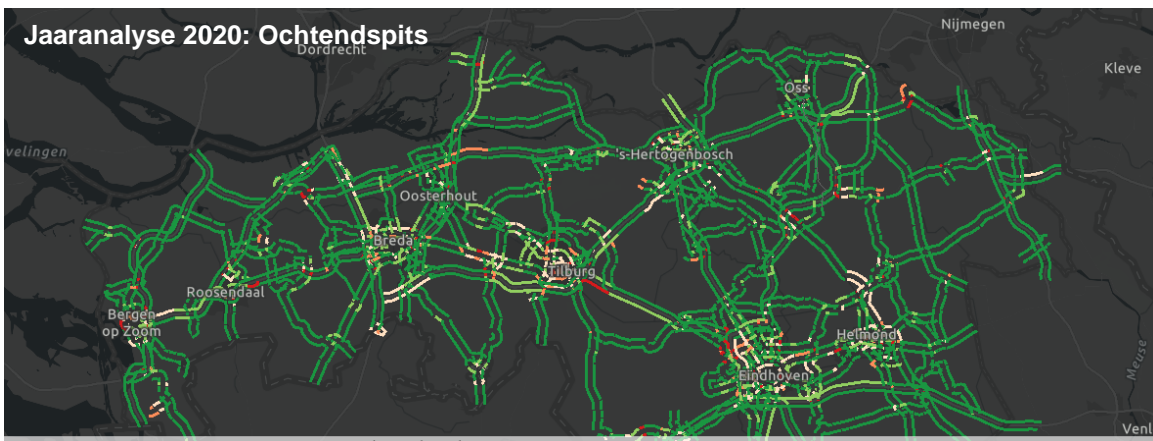 Jaaranalyse 2020: Ochtendspits
Nijmegen
Dordrecht
Kleve
Oss
velingen
's-Hertogenbosch
Oosterhout
Breda
Tilburg
Roosendaal
Bergen
op Zoom
Helmond
Eindhoven
Meuse
Venl